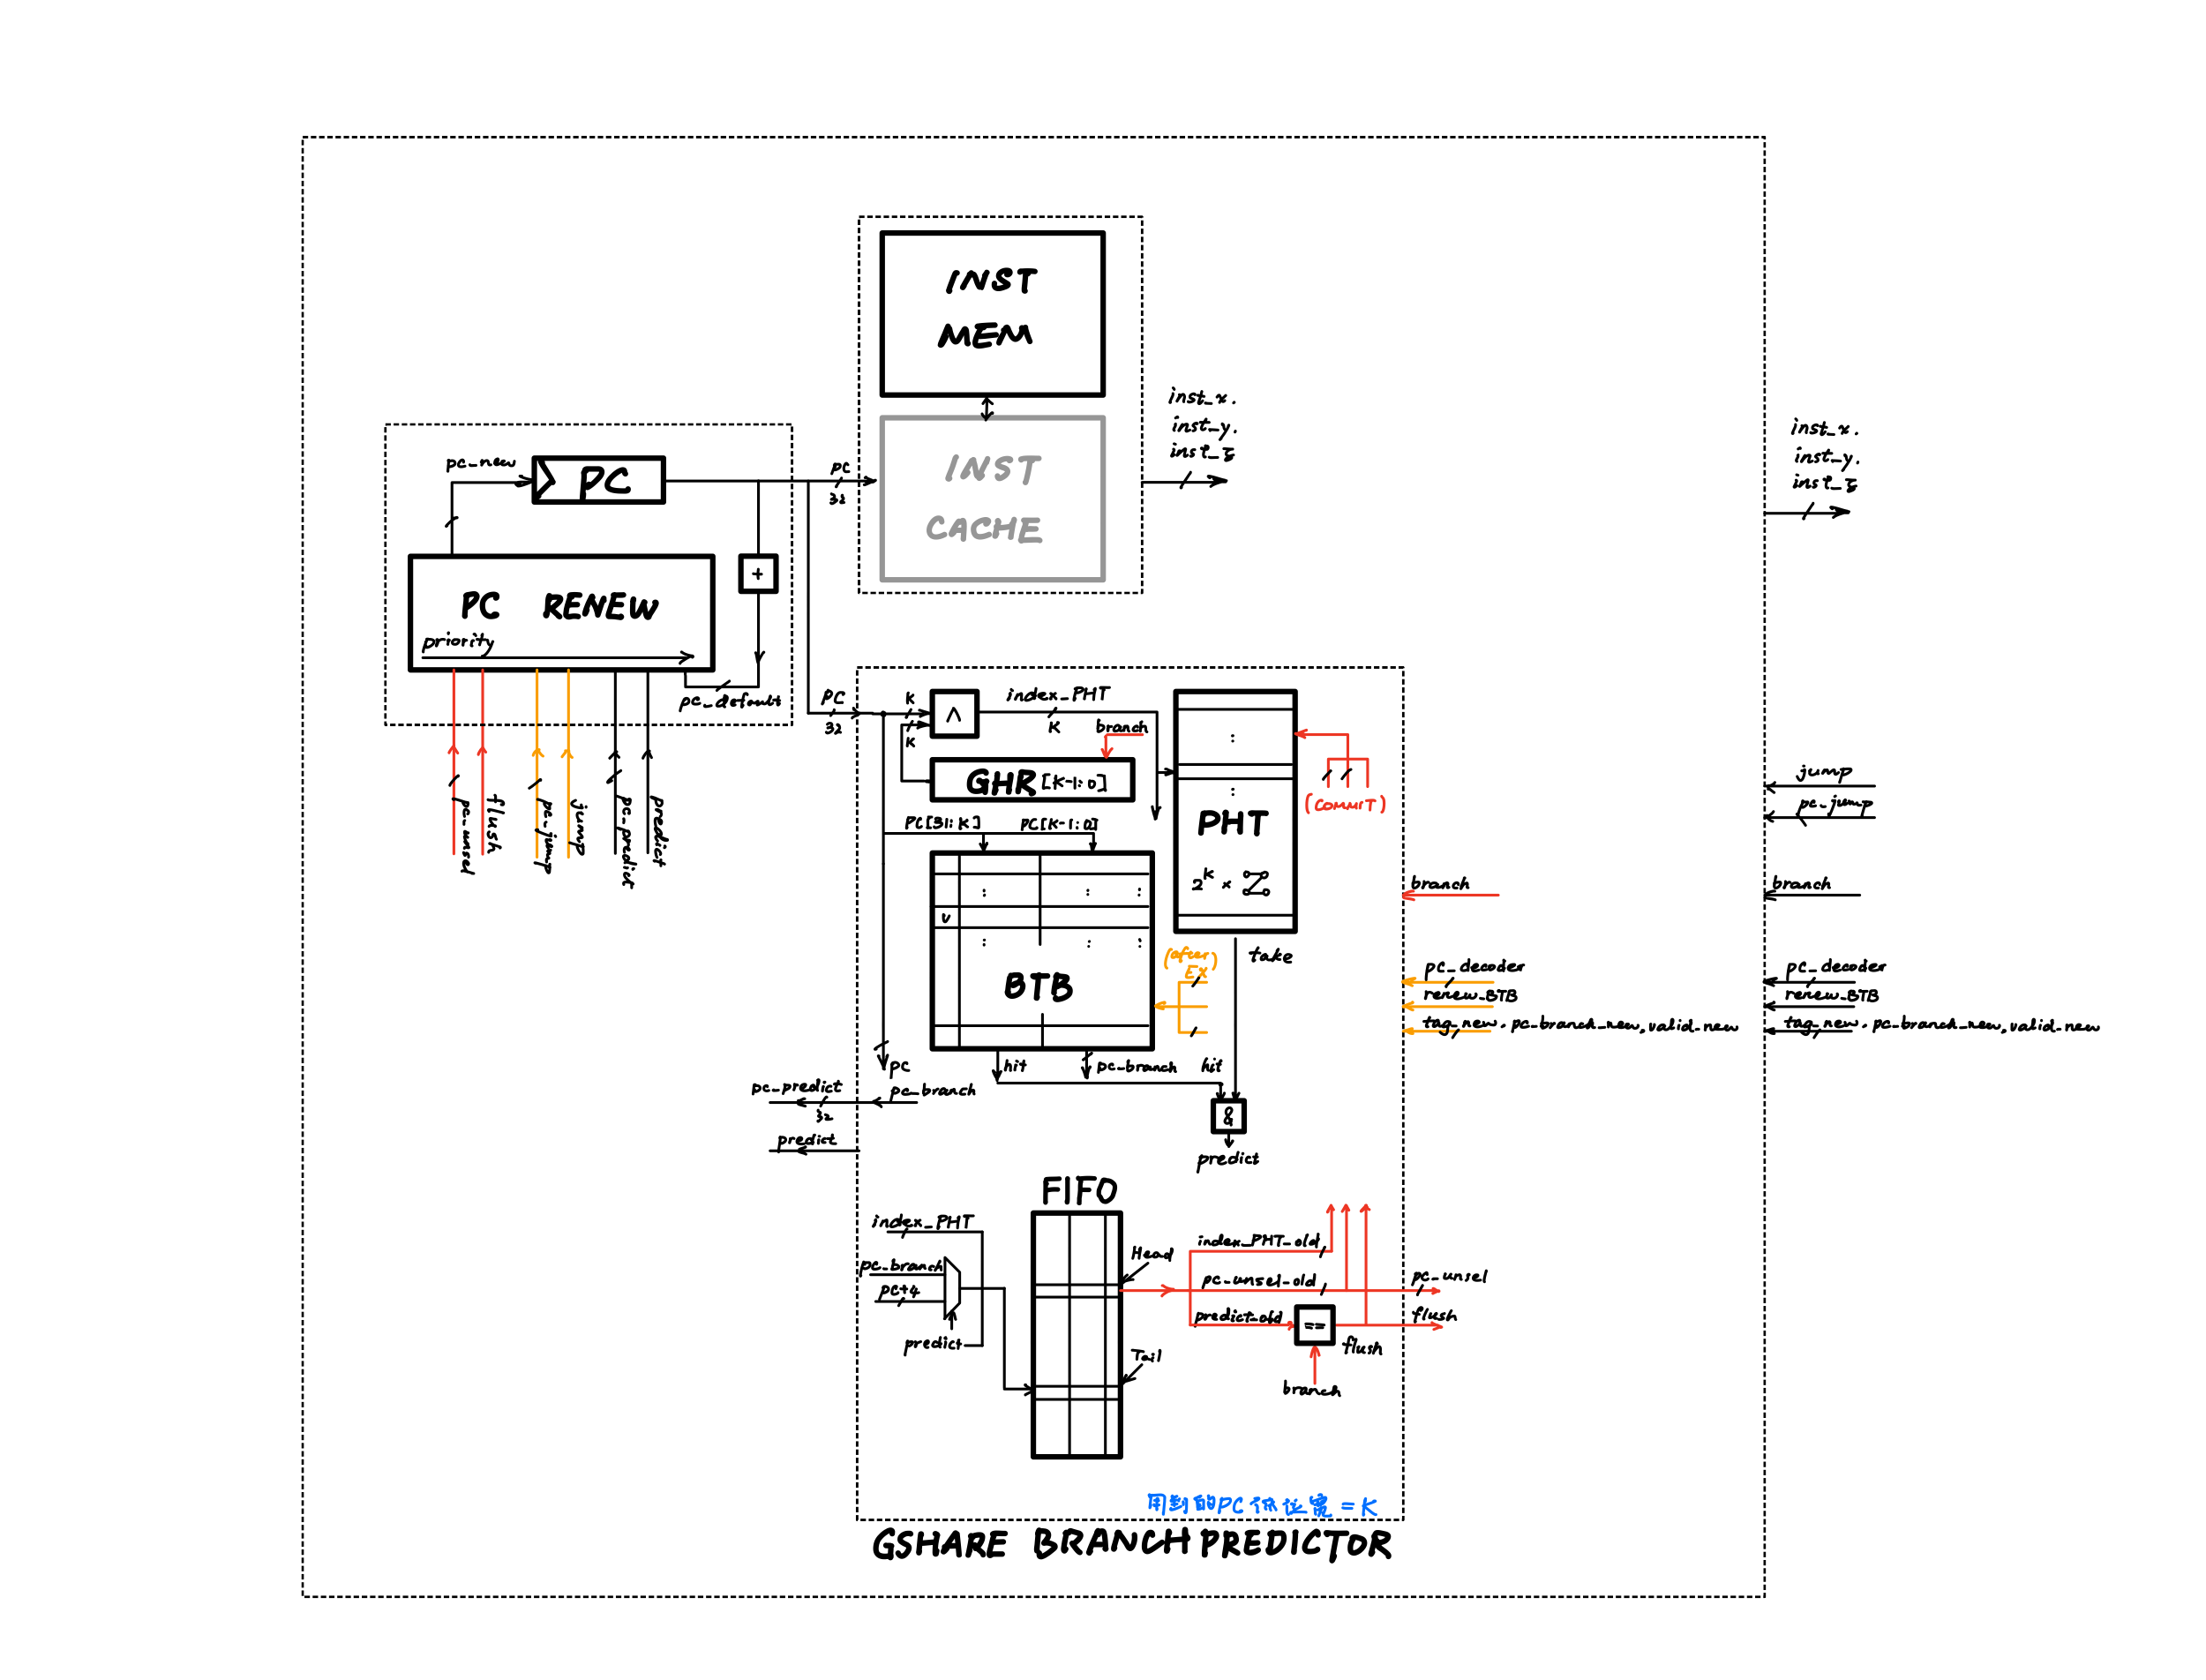 INST
MEM
INST
CACHE
inst_x.
inst_y.
inst_z
inst_x.
inst_y.
inst_z
pc_new
PC
pc
32
PC RENEW
priority
+
pc_default
pc_unsel
flush
pc_jump
jump
pc_predict
predict
PC
32
K
K
^
index_PHT
K
branch
GHR [K-1:0]
PC[31:K]
PC[K-1:0]
:
:
PHT
2^K x
(COMMIT)
: : :
v
: : :
BTB
(after EX)
take
hit
pc_branch
hit
PC
pc_predict
32
pc_branch
predict
&
predict
jump
pc_jump
branch
branch
pc_decoder
renew_BTB
tag_new. pc_branch_new, valid_new
pc_decoder
renew_BTB
tag_new. pc_branch_new, valid_new
FIFO
index_PHT
pc_branch
PC+4
predict
Head
Tail
index_PHT_old
pc_unsel_old
predict_old
==
flush
branch
pc_unsel
flush
用到的PC低位宽=K
GSHARE BRANCH PREDICTOR